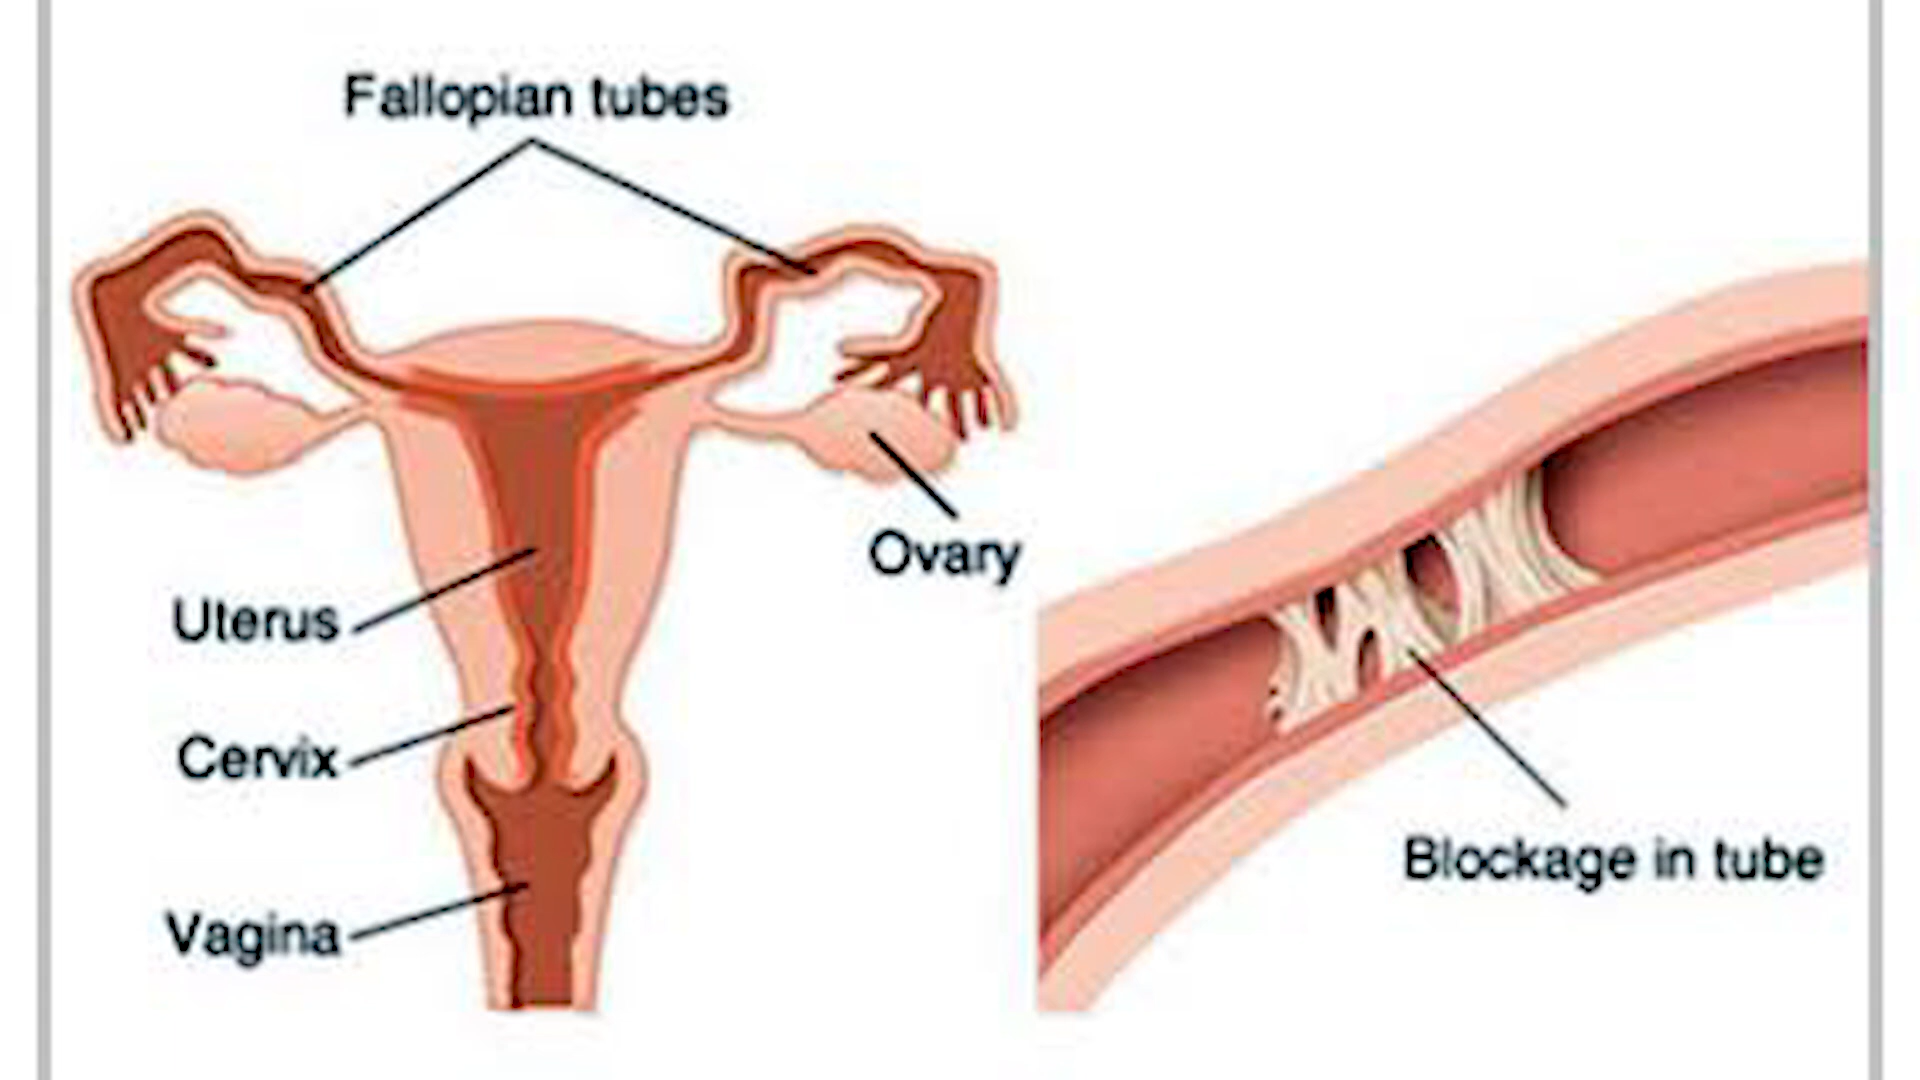 Fallopian tubes
Ovary
Uterus
Cervix
Vagina
Blockage in tube